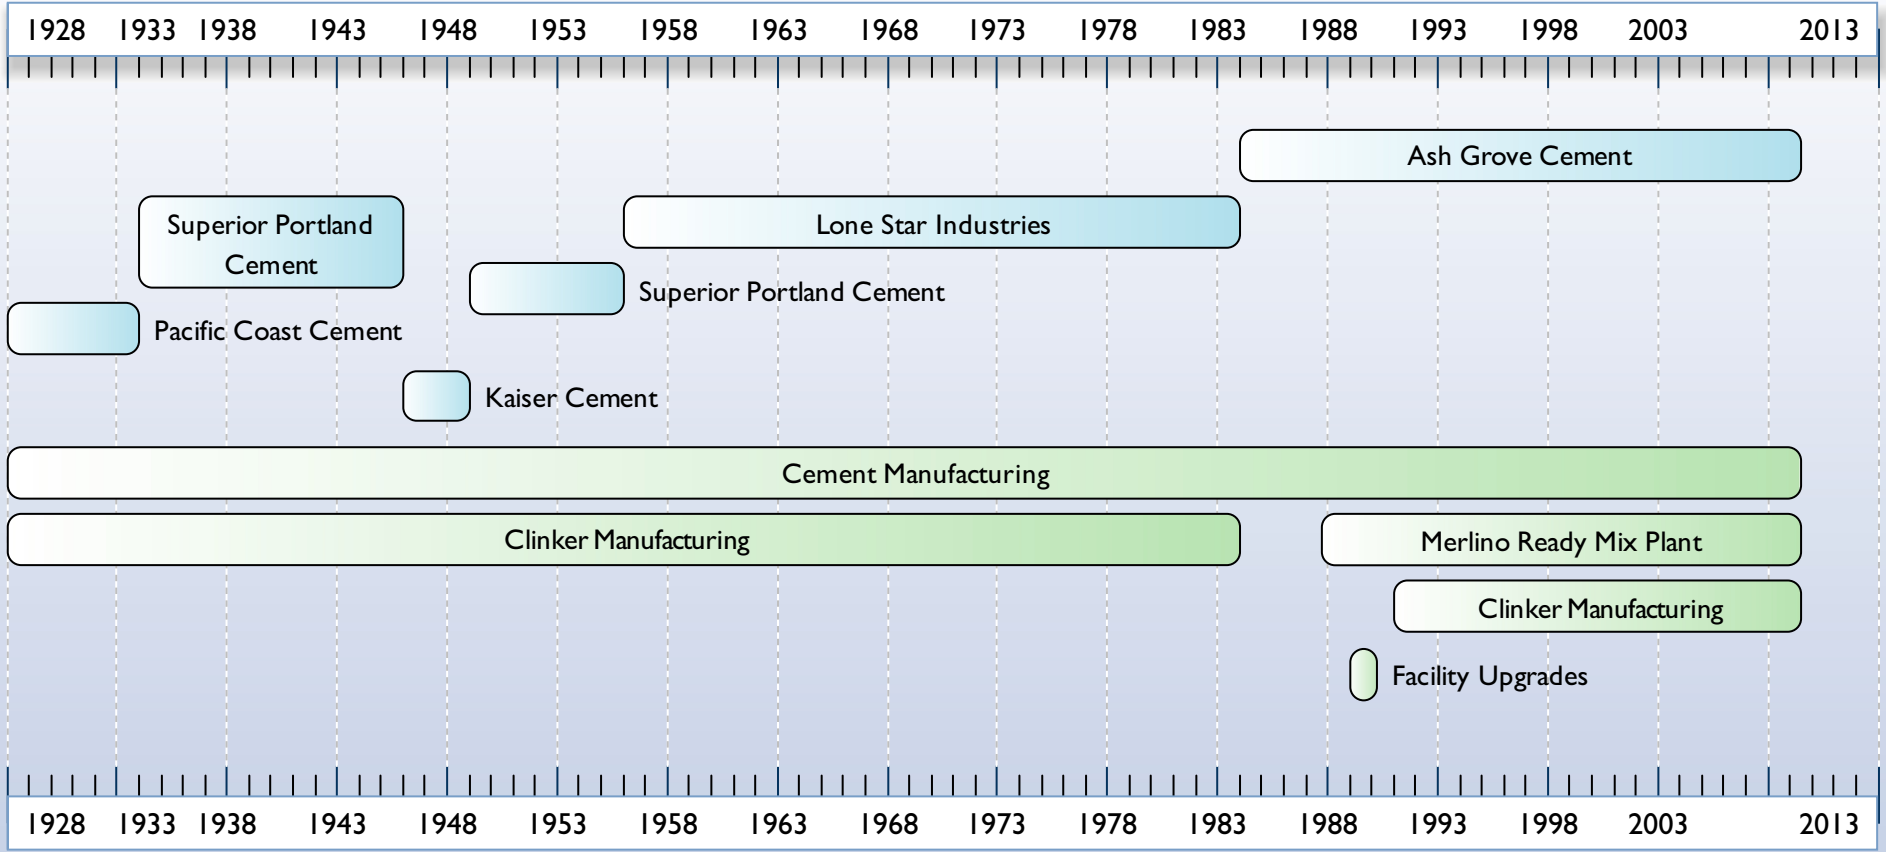 1928 1933 1938 1943 1948 1953 1958 1963 1968 1973 1978 1983 1988 1993 1998 2003 2013
Ash Grove Cement
Superior Portland
Cement
Lone Star Industries
Superior Portland Cement
Pacific Coast Cement
Kaiser Cement
Cement Manufacturing
Clinker Manufacturing
Merlino Ready Mix Plant
Clinker Manufacturing
Facility Upgrades
1928 1933 1938 1943 1948 1953 1958 1963 1968 1973 1978 1983 1988 1993 1998 2003 2013